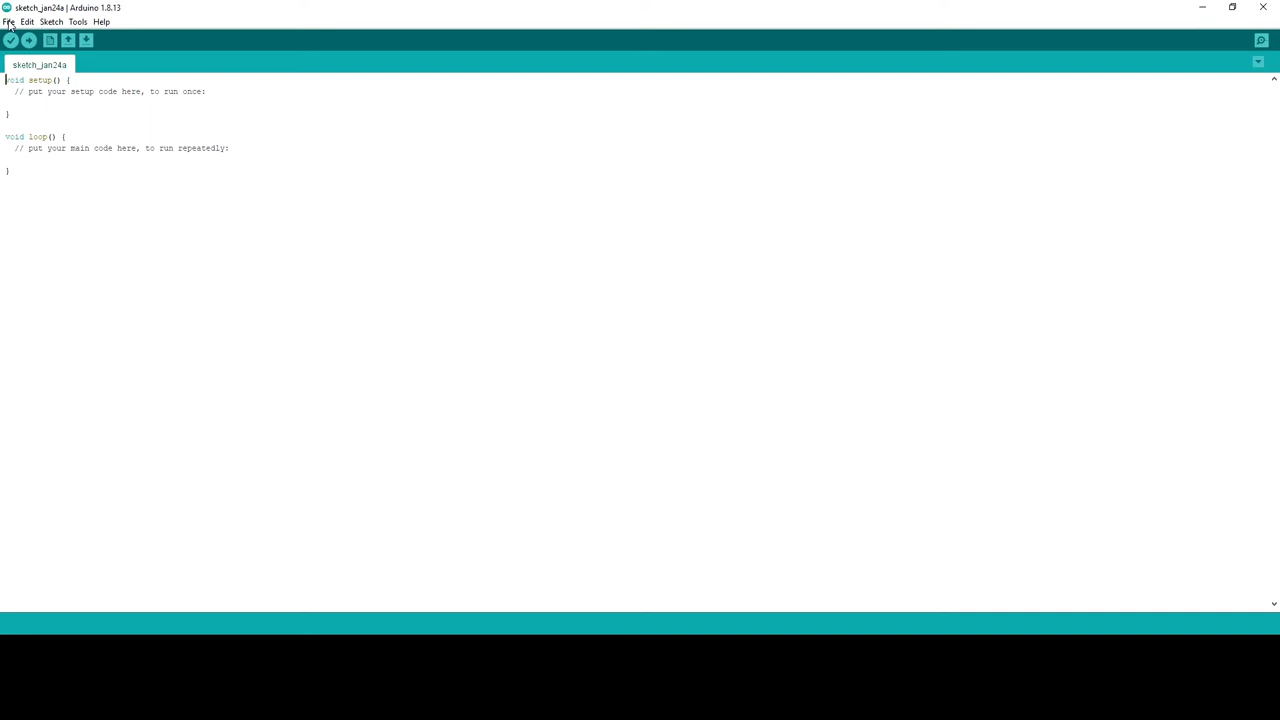 sketch_jan24a | Arduino 1.8.13
File Edit Sketch Tools Help
sketch_jan24a
void setup() {
  // put your setup code here, to run once:
}
void loop() {
  // put your main code here, to run repeatedly:
}